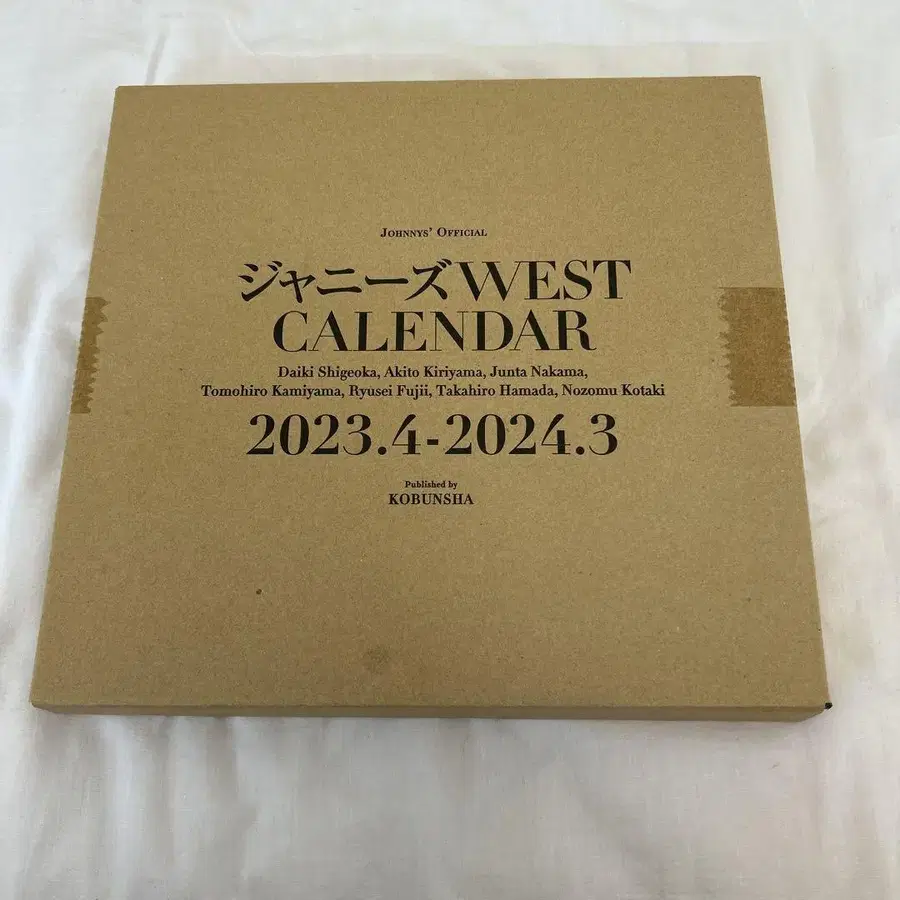 Johnnys' Official
ジャニーズWEST
CALENDAR
Daiki Shigeoka, Akito Kiriyama, Junta Nakama,
Tomohiro Kamiyama, Ryusei Fujii, Takahiro Hamada, Nozomu Kotaki
2023.4-2024.3
Published by
KOBUNSHA